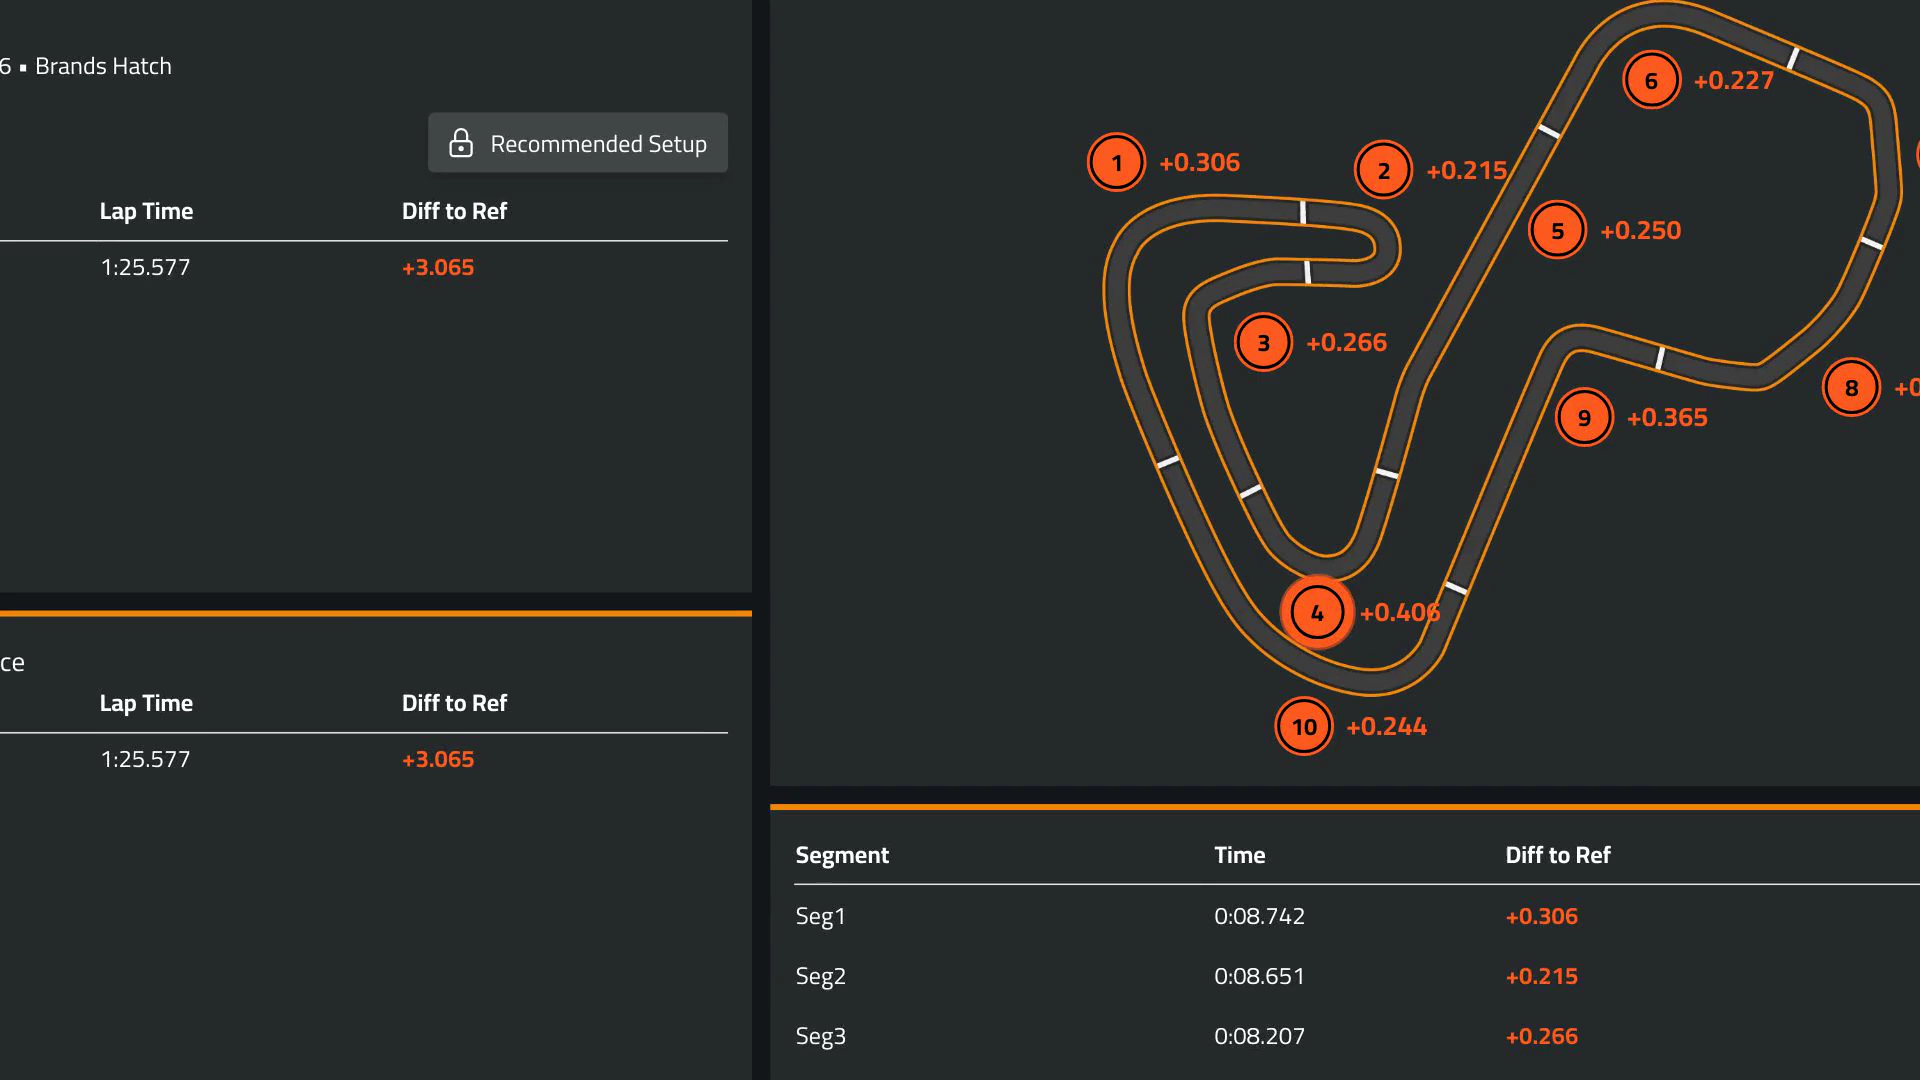 6 ▪ Brands Hatch
Recommended Setup
Lap Time Diff to Ref
1:25.577 +3.065
ce
Lap Time Diff to Ref
1:25.577 +3.065
6 +0.227
1 +0.306
2 +0.215
5 +0.250
3 +0.266
8 +0
9 +0.365
4 +0.406
10 +0.244
Segment Time Diff to Ref
Seg1 0:08.742 +0.306
Seg2 0:08.651 +0.215
Seg3 0:08.207 +0.266